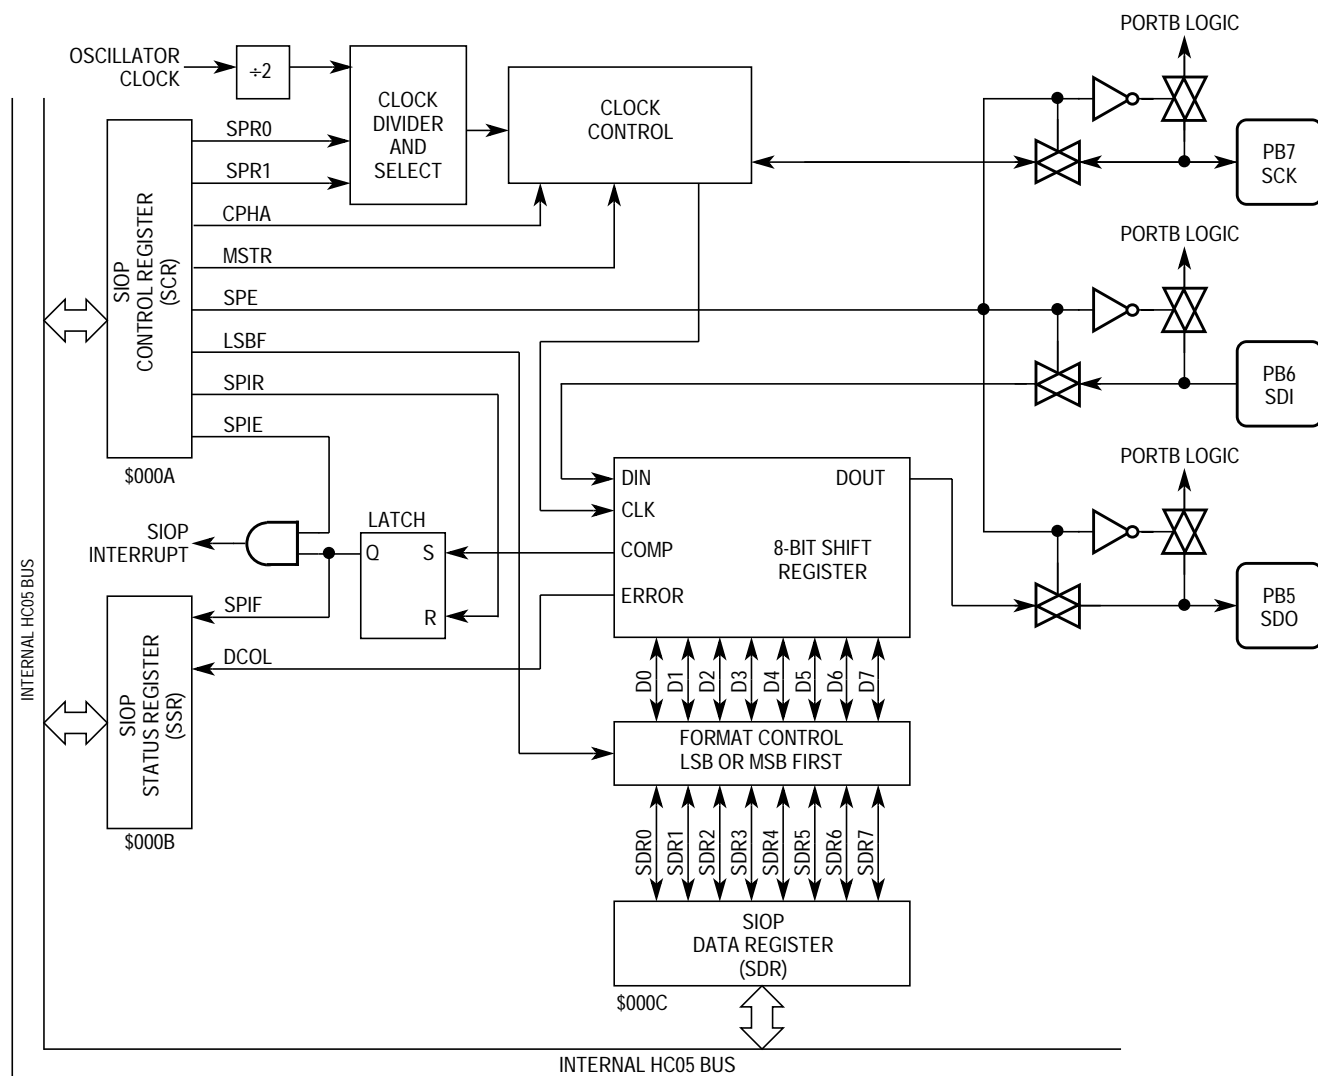 PORTB LOGIC
OSCILLATOR
CLOCK
÷2
CLOCK
DIVIDER
AND
SELECT
CLOCK
CONTROL
PB7
SCK
SIOP
CONTROL REGISTER
(SCR)
SPR0
SPR1
CPHA
MSTR
SPE
LSBF
SPIR
SPIE
$000A
PORTB LOGIC
PB6
SDI
PORTB LOGIC
PB5
SDO
DIN
CLK
COMP
ERROR
DOUT
8-BIT SHIFT
REGISTER
LATCH
Q
S
R
SIOP
INTERRUPT
SPIF
DCOL
SIOP
STATUS REGISTER
(SSR)
$000B
INTERNAL HC05 BUS
D0
D1
D2
D3
D4
D5
D6
D7
FORMAT CONTROL
LSB OR MSB FIRST
SDR0
SDR1
SDR2
SDR3
SDR4
SDR5
SDR6
SDR7
SIOP
DATA REGISTER
(SDR)
$000C
INTERNAL HC05 BUS